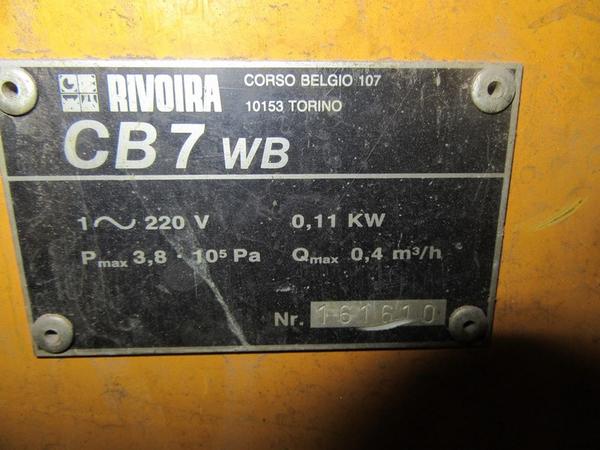 RIVOIRA
CORSO BELGIO 107
10153 TORINO
CB 7 WB
1~ 220 V 0,11 KW
Pmax 3,8 · 10⁵ Pa Qmax 0,4 m³/h
Nr. 161610